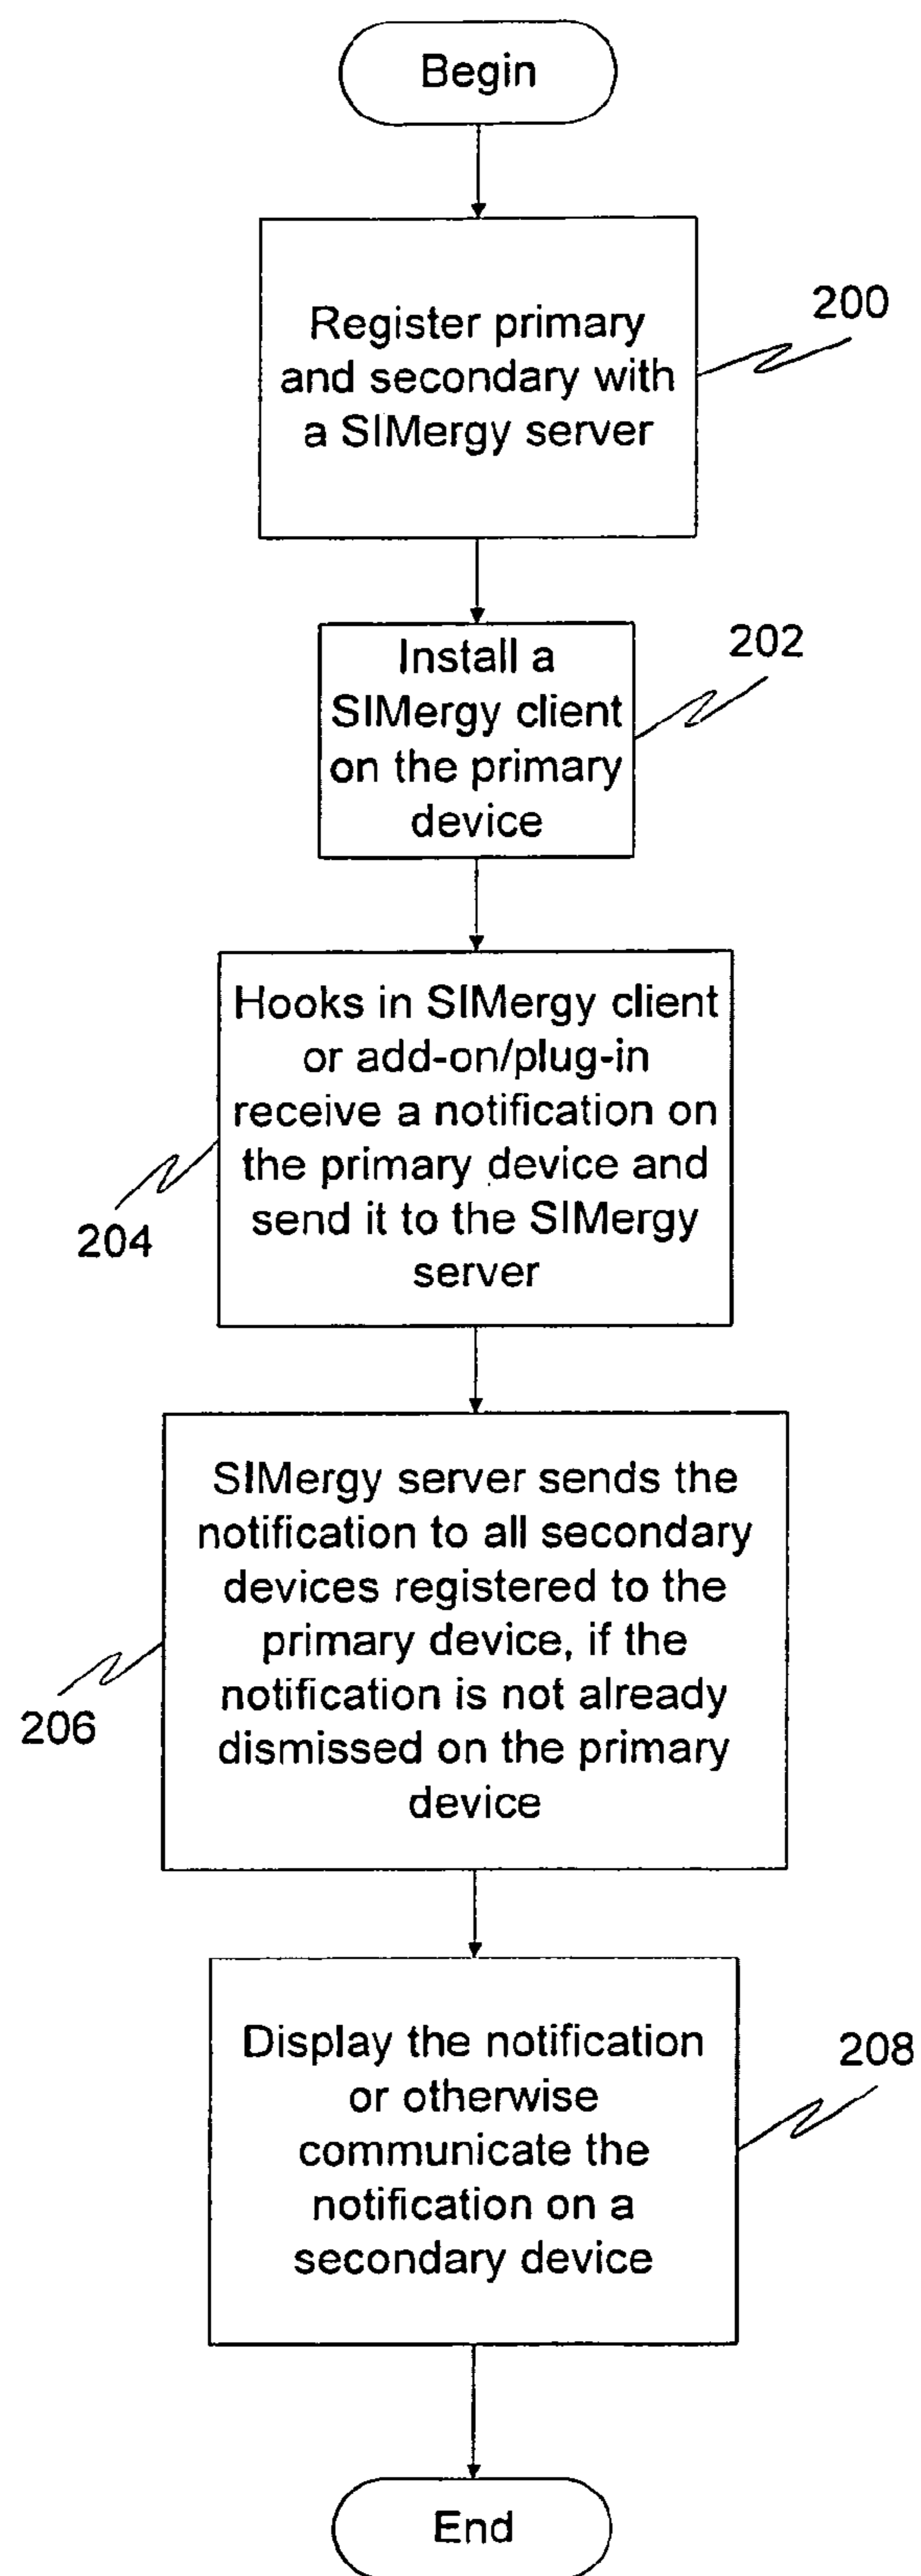 Begin
Register primary
and secondary with
a SIMergy server
200
Install a
SIMergy client
on the primary
device
202
Hooks in SIMergy client
or add-on/plug-in
receive a notification on
the primary device and
send it to the SIMergy
server
204
SIMergy server sends the
notification to all secondary
devices registered to the
primary device, if the
notification is not already
dismissed on the primary
device
206
Display the notification
or otherwise
communicate the
notification on a
secondary device
208
End